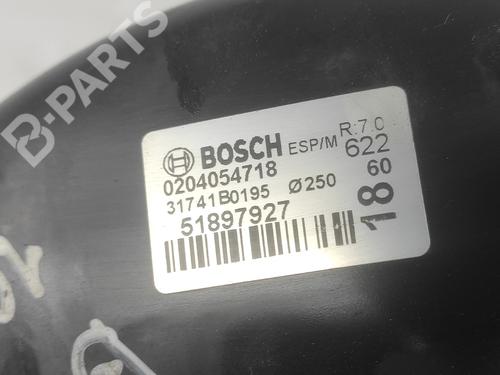 B-PARTS
BOSCH ESP/M R:7.0
0204054718 622
31741B0195 Ø250 60
51897927 18